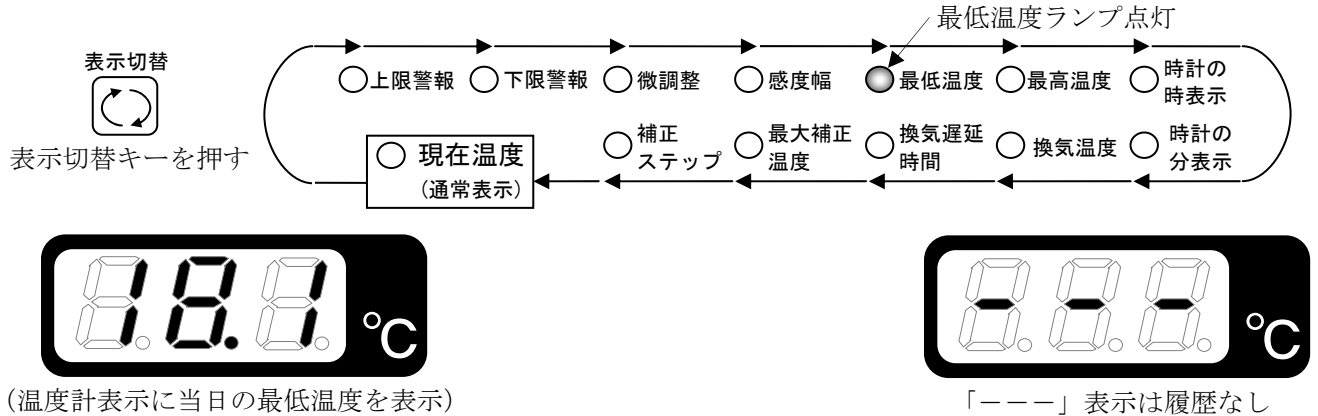 最低温度ランプ点灯
表示切替
表示切替キーを押す
上限警報 下限警報 微調整 感度幅 最低温度 最高温度 時計の
時表示
現在温度
(通常表示)
補正
ステップ
最大補正
温度
換気遅延
時間
換気温度
時計の
分表示
18.1 ℃
--- ℃
(温度計表示に当日の最低温度を表示)
「−−−」表示は履歴なし